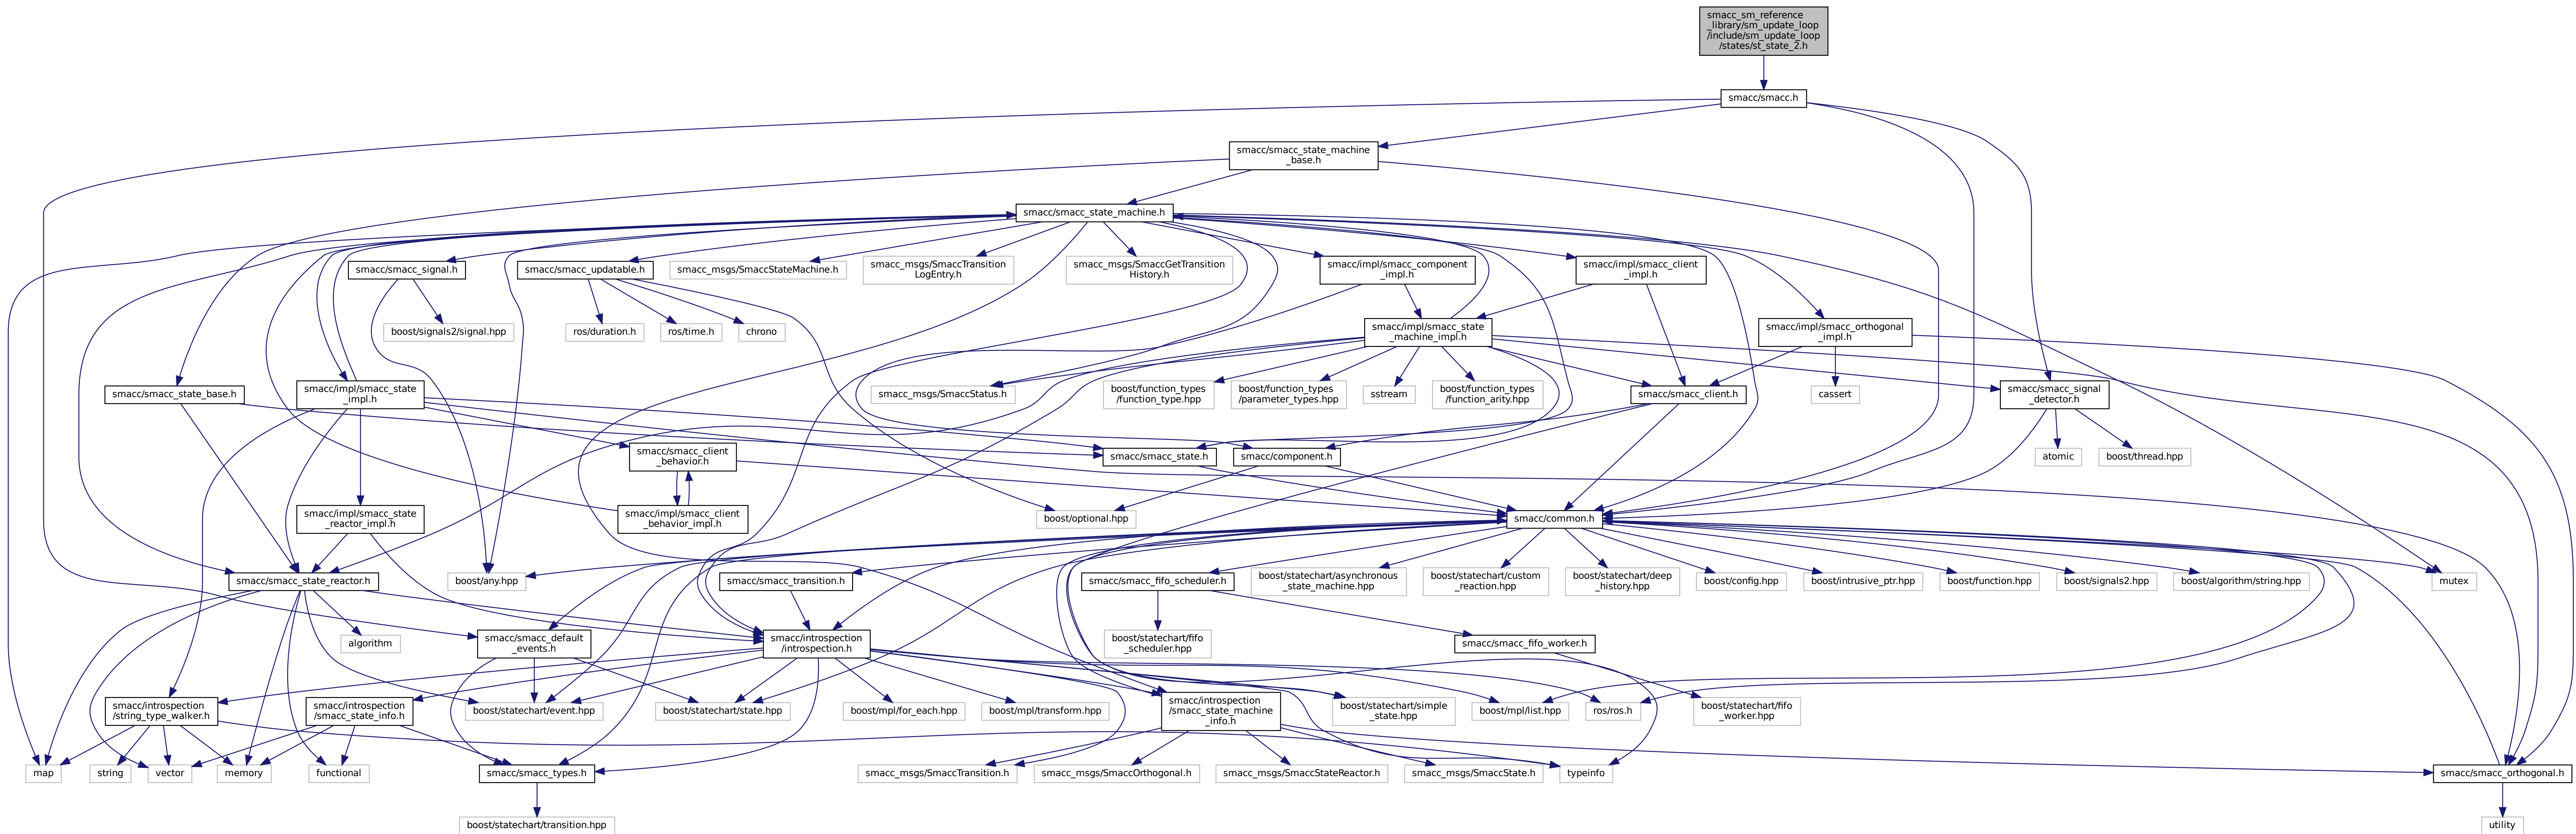 smacc_sm_reference
_library/sm_update_loop
/include/sm_update_loop
/states/st_state_2.h
smacc/smacc.h
smacc/smacc_state_machine
_base.h
smacc/smacc_state_machine.h
smacc/smacc_signal.h
smacc/smacc_updatable.h
smacc_msgs/SmaccStateMachine.h
smacc_msgs/SmaccTransition
LogEntry.h
smacc_msgs/SmaccGetTransition
History.h
smacc/impl/smacc_component
_impl.h
smacc/impl/smacc_client
_impl.h
boost/signals2/signal.hpp
ros/duration.h
ros/time.h
chrono
smacc/impl/smacc_state
_machine_impl.h
smacc/impl/smacc_orthogonal
_impl.h
smacc/smacc_state_base.h
smacc/impl/smacc_state
_impl.h
smacc_msgs/SmaccStatus.h
boost/function_types
/function_type.hpp
boost/function_types
/parameter_types.hpp
sstream
boost/function_types
/function_arity.hpp
smacc/smacc_client.h
cassert
smacc/smacc_signal
_detector.h
smacc/smacc_client
_behavior.h
smacc/smacc_state.h
smacc/component.h
atomic
boost/thread.hpp
smacc/impl/smacc_state
_reactor_impl.h
smacc/impl/smacc_client
_behavior_impl.h
boost/optional.hpp
smacc/common.h
smacc/smacc_state_reactor.h
boost/any.hpp
smacc/smacc_transition.h
smacc/smacc_fifo_scheduler.h
boost/statechart/asynchronous
_state_machine.hpp
boost/statechart/custom
_reaction.hpp
boost/statechart/deep
_history.hpp
boost/config.hpp
boost/intrusive_ptr.hpp
boost/function.hpp
boost/signals2.hpp
boost/algorithm/string.hpp
mutex
algorithm
smacc/smacc_default
_events.h
smacc/introspection
/introspection.h
boost/statechart/fifo
_scheduler.hpp
smacc/smacc_fifo_worker.h
smacc/introspection
/string_type_walker.h
smacc/introspection
/smacc_state_info.h
boost/statechart/event.hpp
boost/statechart/state.hpp
boost/mpl/for_each.hpp
boost/mpl/transform.hpp
smacc/introspection
/smacc_state_machine
_info.h
boost/statechart/simple
_state.hpp
boost/mpl/list.hpp
ros/ros.h
boost/statechart/fifo
_worker.hpp
map
string
vector
memory
functional
smacc/smacc_types.h
smacc_msgs/SmaccTransition.h
smacc_msgs/SmaccOrthogonal.h
smacc_msgs/SmaccStateReactor.h
smacc_msgs/SmaccState.h
typeinfo
smacc/smacc_orthogonal.h
boost/statechart/transition.hpp
utility